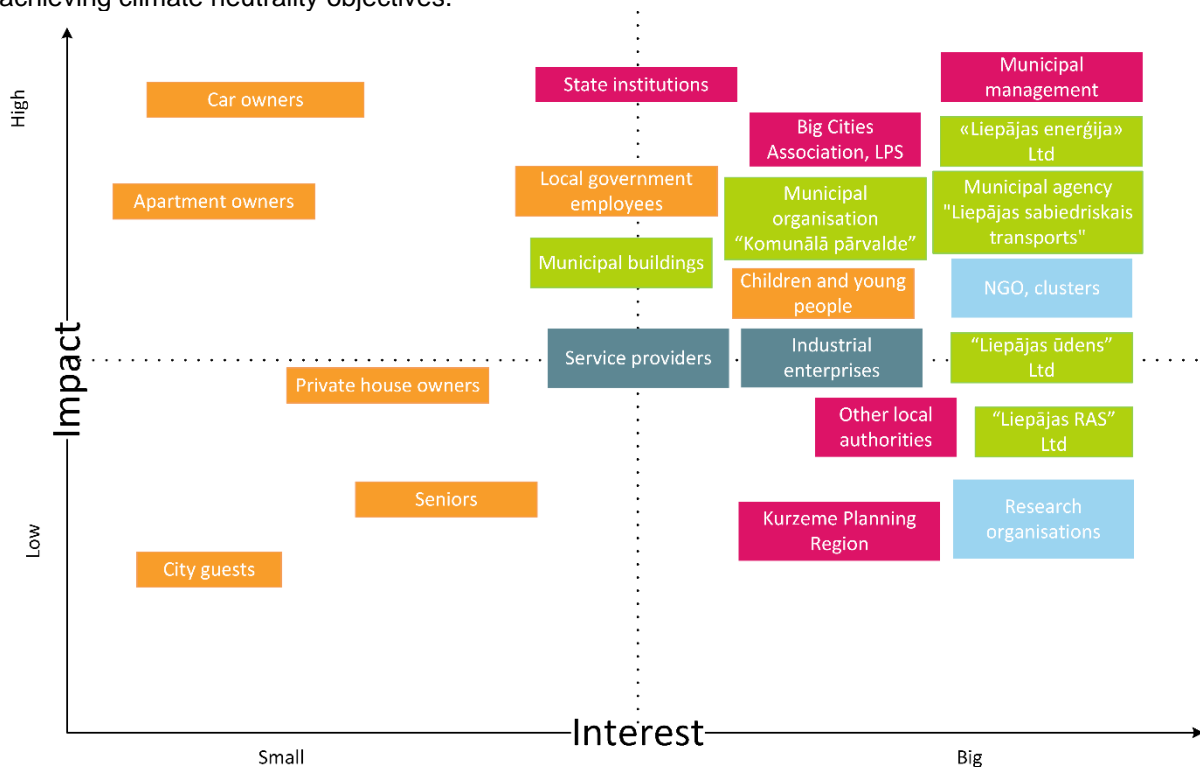 achieving climate neutrality objectives.
High
Car owners
State institutions
Municipal
management
Big Cities
Association, LPS
«Liepājas enerģija»
Ltd
Apartment owners
Local government
employees
Municipal
organisation
“Komunālā pārvalde”
Municipal agency
"Liepājas sabiedriskais
transports"
Municipal buildings
Children and young
people
NGO, clusters
Impact
Service providers
Industrial
enterprises
“Liepājas ūdens”
Ltd
Private house owners
Other local
authorities
“Liepājas RAS”
Ltd
Seniors
Kurzeme Planning
Region
Research
organisations
Low
City guests
Interest
Small
Big